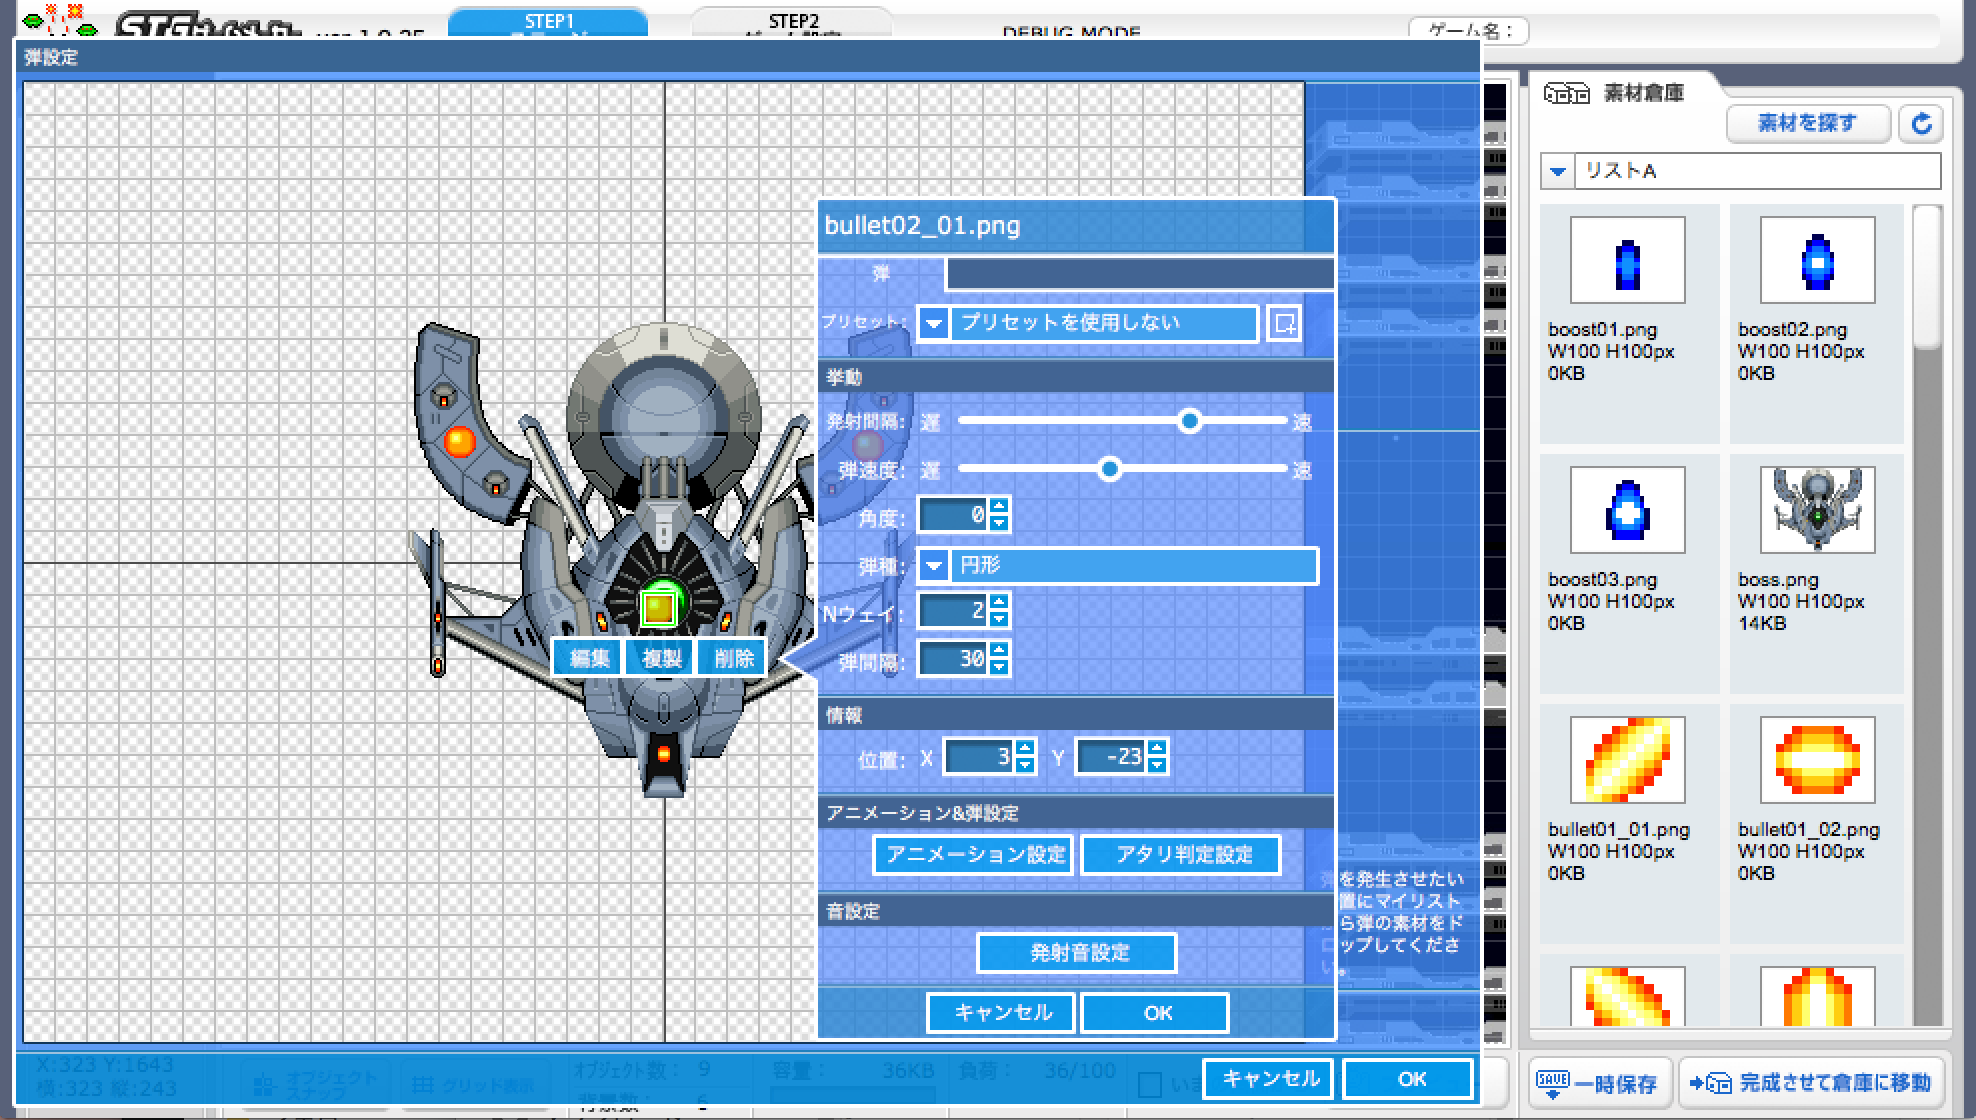 STEP1
STEP2
DEBUG MODE
ゲーム名：
弾設定
素材倉庫
素材を探す
リストA
boost01.png
W100 H100px
0KB
boost02.png
W100 H100px
0KB
boost03.png
W100 H100px
0KB
boss.png
W100 H100px
14KB
bullet01_01.png
W100 H100px
0KB
bullet01_02.png
W100 H100px
0KB
bullet02_01.png
弾
プリセット:
プリセットを使用しない
挙動
発射間隔: 遅 速
弾速度: 遅 速
角度: 0
弾種: 円形
Nウェイ: 2
弾間隔: 30
編集 複製 削除
情報
位置: X 3 Y -23
アニメーション&弾設定
アニメーション設定 アタリ判定設定
音設定
発射音設定
キャンセル OK
弾を発生させたい
置にマイリスト
ら弾の素材をド
ップしてくださ
い。
X:323 Y:1643
横:323 縦:243
オブジェクト
スナップ
グリッド表示
オブジェクト数： 9
背景数： 6
容量： 36KB
負荷： 36/100
キャンセル OK
SAVE 一時保存
完成させて倉庫に移動